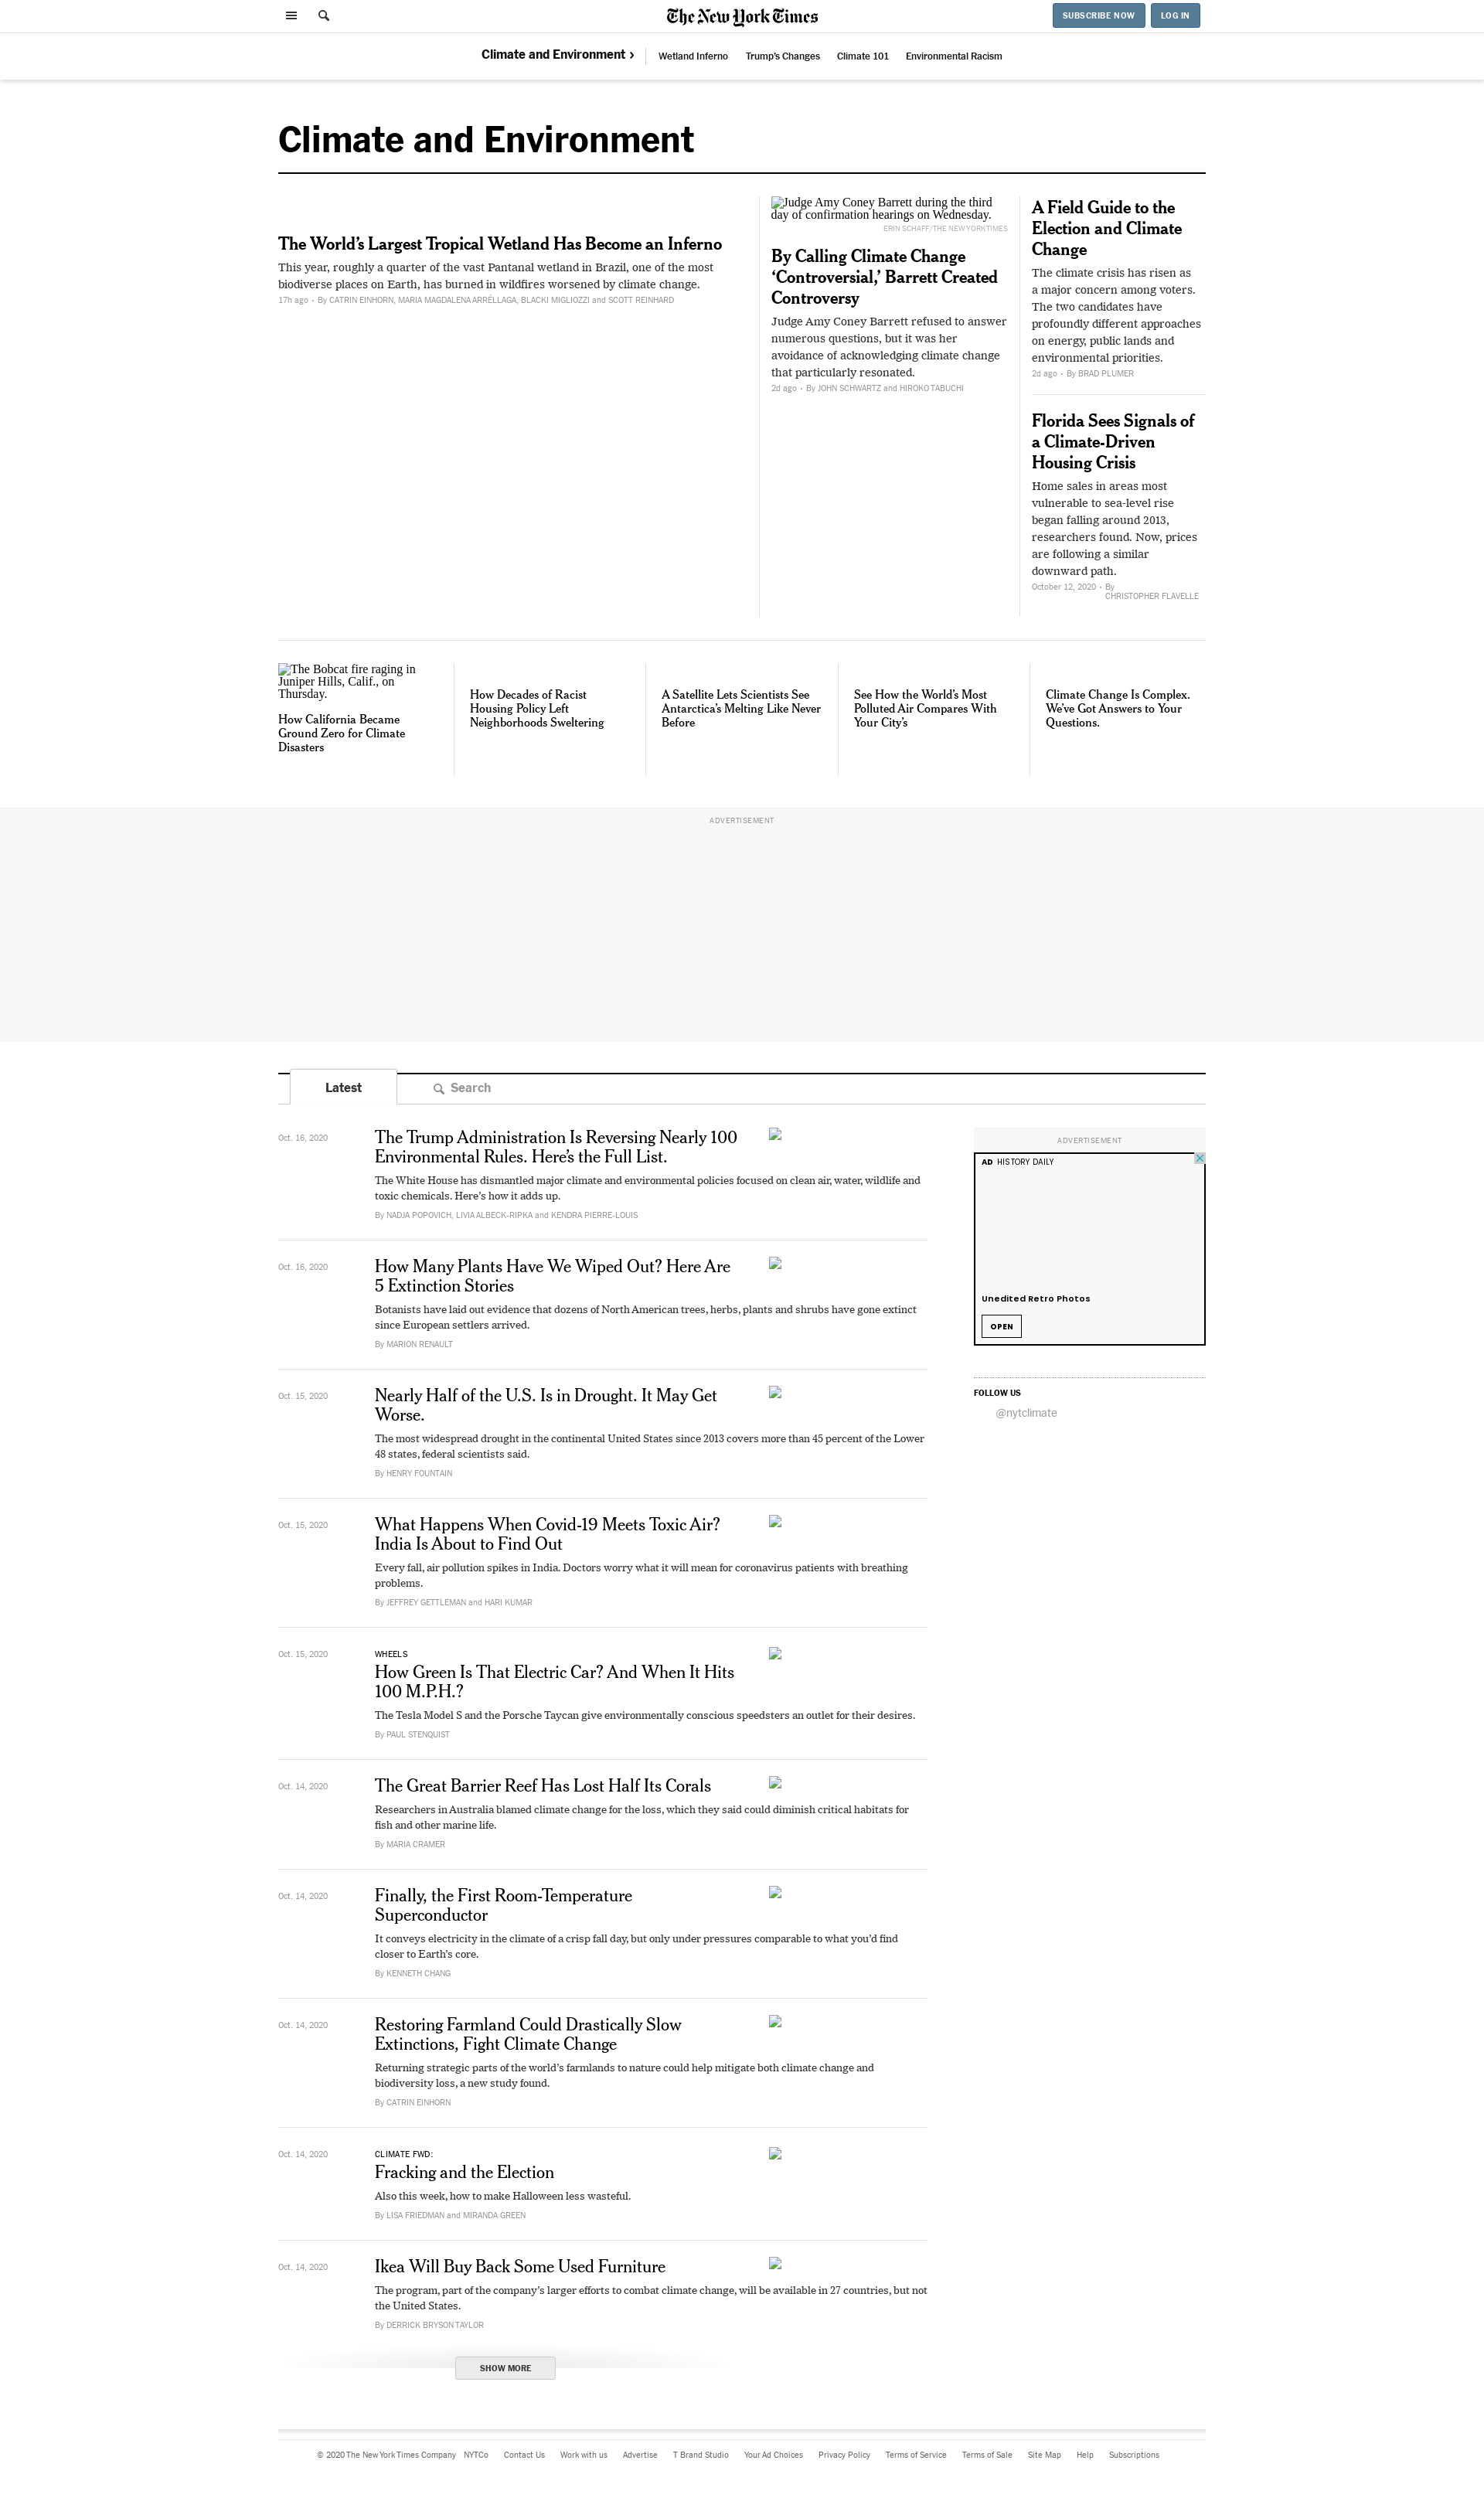 The New York Times
SUBSCRIBE NOW
LOG IN
Climate and Environment ›
Wetland Inferno
Trump's Changes
Climate 101
Environmental Racism
Climate and Environment
The World's Largest Tropical Wetland Has Become an Inferno
This year, roughly a quarter of the vast Pantanal wetland in Brazil, one of the most
biodiverse places on Earth, has burned in wildfires worsened by climate change.
17h ago • By CATRIN EINHORN, MARIA MAGDALENA ARRÉLLAGA, BLACKI MIGLIOZZI and SCOTT REINHARD
Judge Amy Coney Barrett during the third
day of confirmation hearings on Wednesday.
ERIN SCHAFF/THE NEW YORK TIMES
By Calling Climate Change
'Controversial,' Barrett Created
Controversy
Judge Amy Coney Barrett refused to answer
numerous questions, but it was her
avoidance of acknowledging climate change
that particularly resonated.
2d ago • By JOHN SCHWARTZ and HIROKO TABUCHI
A Field Guide to the
Election and Climate
Change
The climate crisis has risen as
a major concern among voters.
The two candidates have
profoundly different approaches
on energy, public lands and
environmental priorities.
2d ago • By BRAD PLUMER
Florida Sees Signals of
a Climate-Driven
Housing Crisis
Home sales in areas most
vulnerable to sea-level rise
began falling around 2013,
researchers found. Now, prices
are following a similar
downward path.
October 12, 2020 • By
CHRISTOPHER FLAVELLE
The Bobcat fire raging in
Juniper Hills, Calif., on
Thursday.
How California Became
Ground Zero for Climate
Disasters
How Decades of Racist
Housing Policy Left
Neighborhoods Sweltering
A Satellite Lets Scientists See
Antarctica's Melting Like Never
Before
See How the World's Most
Polluted Air Compares With
Your City's
Climate Change Is Complex.
We've Got Answers to Your
Questions.
ADVERTISEMENT
Latest
Search
Oct. 16, 2020
The Trump Administration Is Reversing Nearly 100
Environmental Rules. Here's the Full List.
The White House has dismantled major climate and environmental policies focused on clean air, water, wildlife and
toxic chemicals. Here's how it adds up.
By NADJA POPOVICH, LIVIA ALBECK-RIPKA and KENDRA PIERRE-LOUIS
Oct. 16, 2020
How Many Plants Have We Wiped Out? Here Are
5 Extinction Stories
Botanists have laid out evidence that dozens of North American trees, herbs, plants and shrubs have gone extinct
since European settlers arrived.
By MARION RENAULT
Oct. 15, 2020
Nearly Half of the U.S. Is in Drought. It May Get
Worse.
The most widespread drought in the continental United States since 2013 covers more than 45 percent of the Lower
48 states, federal scientists said.
By HENRY FOUNTAIN
Oct. 15, 2020
What Happens When Covid-19 Meets Toxic Air?
India Is About to Find Out
Every fall, air pollution spikes in India. Doctors worry what it will mean for coronavirus patients with breathing
problems.
By JEFFREY GETTLEMAN and HARI KUMAR
Oct. 15, 2020
WHEELS
How Green Is That Electric Car? And When It Hits
100 M.P.H.?
The Tesla Model S and the Porsche Taycan give environmentally conscious speedsters an outlet for their desires.
By PAUL STENQUIST
Oct. 14, 2020
The Great Barrier Reef Has Lost Half Its Corals
Researchers in Australia blamed climate change for the loss, which they said could diminish critical habitats for
fish and other marine life.
By MARIA CRAMER
Oct. 14, 2020
Finally, the First Room-Temperature
Superconductor
It conveys electricity in the climate of a crisp fall day, but only under pressures comparable to what you'd find
closer to Earth's core.
By KENNETH CHANG
Oct. 14, 2020
Restoring Farmland Could Drastically Slow
Extinctions, Fight Climate Change
Returning strategic parts of the world's farmlands to nature could help mitigate both climate change and
biodiversity loss, a new study found.
By CATRIN EINHORN
Oct. 14, 2020
CLIMATE FWD:
Fracking and the Election
Also this week, how to make Halloween less wasteful.
By LISA FRIEDMAN and MIRANDA GREEN
Oct. 14, 2020
Ikea Will Buy Back Some Used Furniture
The program, part of the company's larger efforts to combat climate change, will be available in 27 countries, but not
the United States.
By DERRICK BRYSON TAYLOR
SHOW MORE
ADVERTISEMENT
AD HISTORY DAILY
Unedited Retro Photos
OPEN
FOLLOW US
@nytclimate
© 2020 The New York Times Company
NYTCo
Contact Us
Work with us
Advertise
T Brand Studio
Your Ad Choices
Privacy Policy
Terms of Service
Terms of Sale
Site Map
Help
Subscriptions